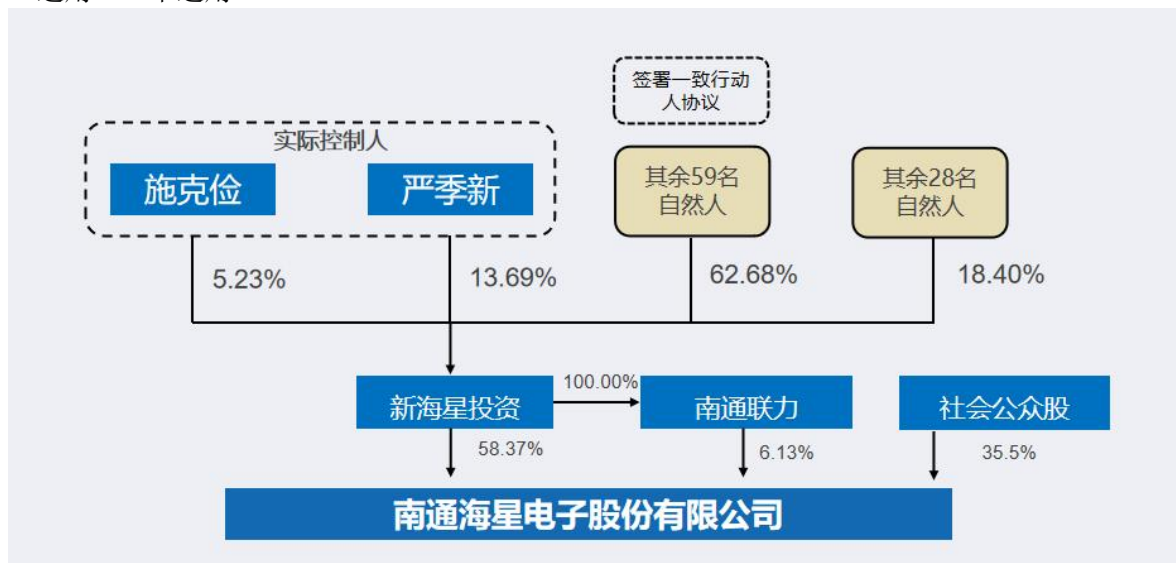 签署一致行动
人协议
实际控制人
施克俭
严季新
其余59名
自然人
其余28名
自然人
5.23%
13.69%
62.68%
18.40%
新海星投资
100.00%
南通联力
社会公众股
58.37%
6.13%
35.5%
南通海星电子股份有限公司